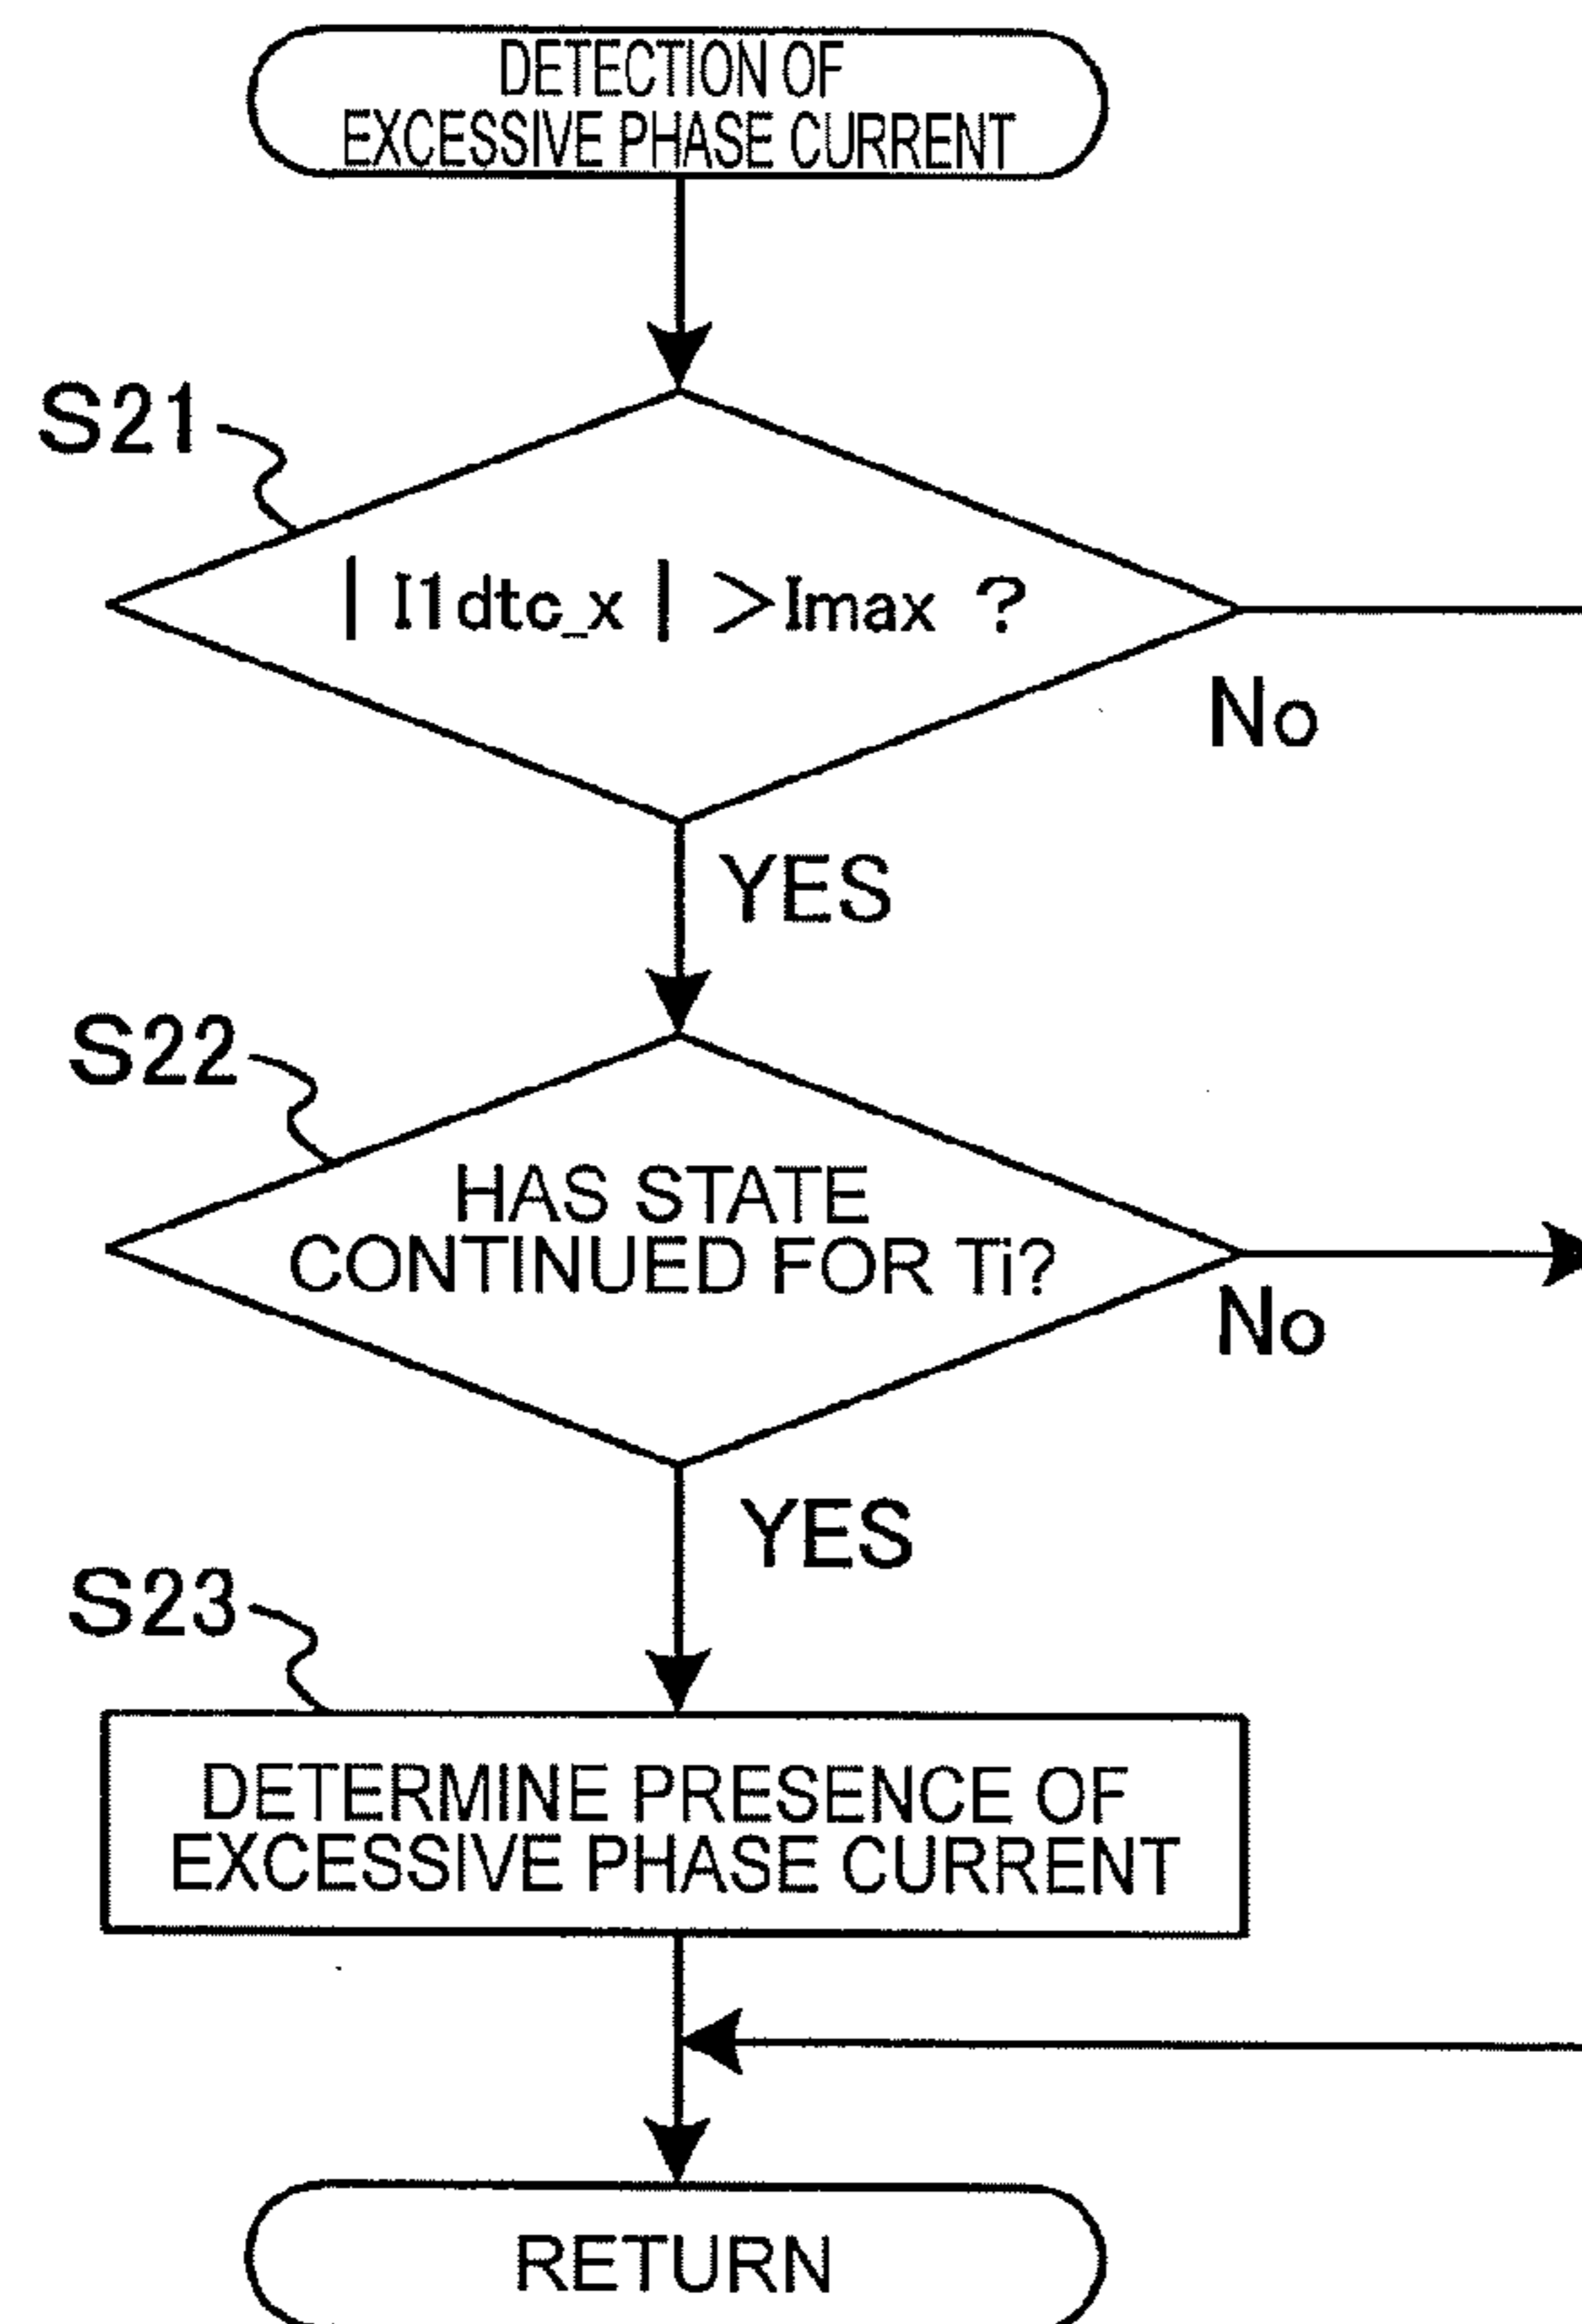 DETECTION OF
EXCESSIVE PHASE CURRENT
S21
| I1dtc_x | >Imax ?
No
YES
S22
HAS STATE
CONTINUED FOR Ti?
No
YES
S23
DETERMINE PRESENCE OF
EXCESSIVE PHASE CURRENT
RETURN